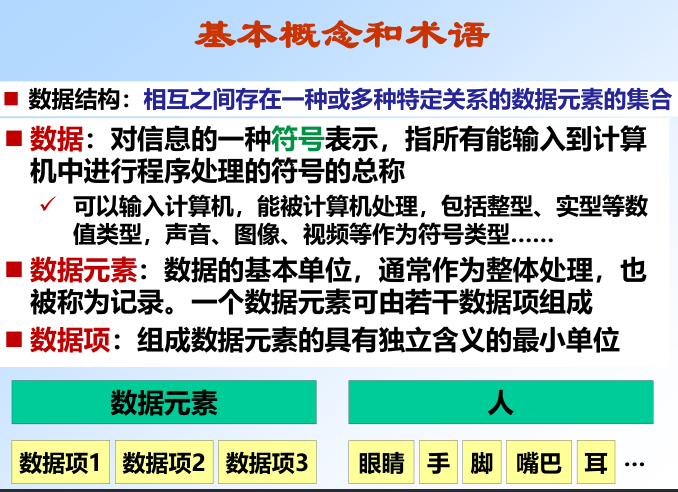 基本概念和术语
数据结构：相互之间存在一种或多种特定关系的数据元素的集合
数据：对信息的一种符号表示，指所有能输入到计算
机中进行程序处理的符号的总称
可以输入计算机，能被计算机处理，包括整型、实型等数
值类型，声音、图像、视频等作为符号类型……
数据元素：数据的基本单位，通常作为整体处理，也
被称为记录。一个数据元素可由若干数据项组成
数据项：组成数据元素的具有独立含义的最小单位
数据元素 人
数据项1 数据项2 数据项3 眼睛 手 脚 嘴巴 耳 …